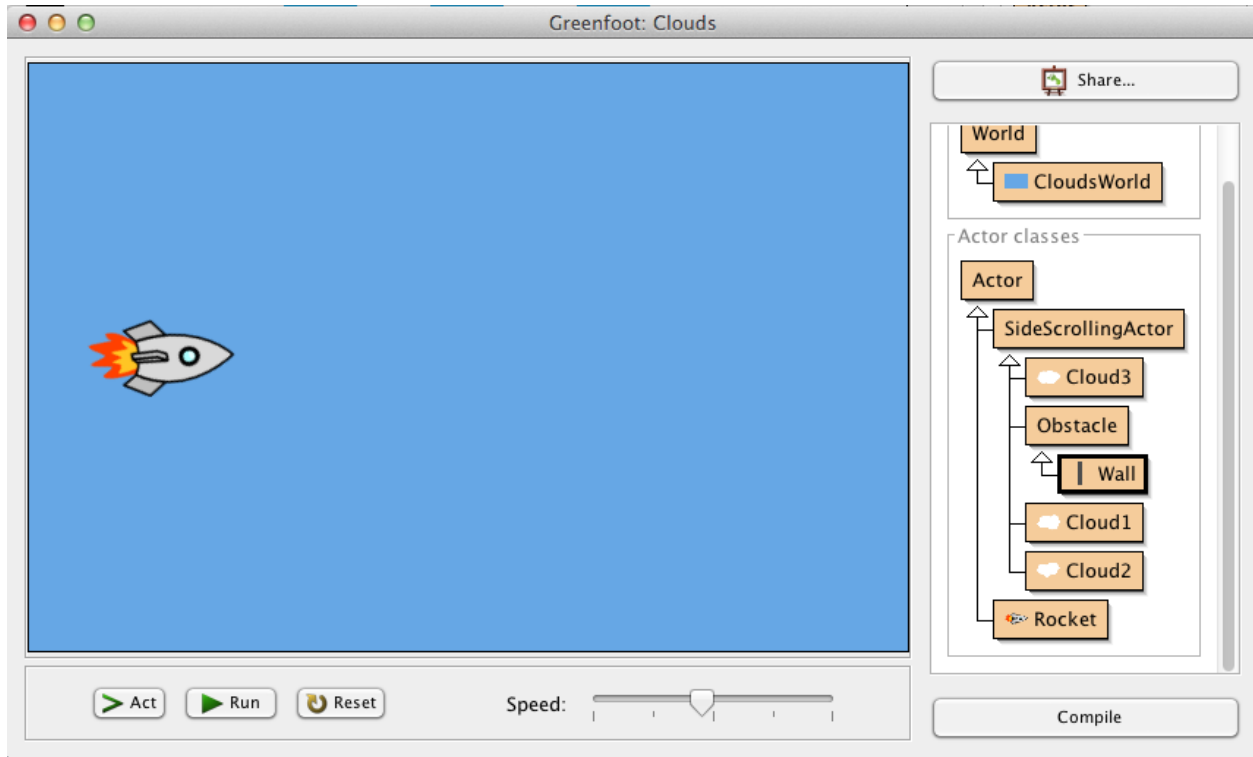 Greenfoot: Clouds
Share...
World
CloudsWorld
Actor classes
Actor
SideScrollingActor
Cloud3
Obstacle
Wall
Cloud1
Cloud2
Rocket
Act
Run
Reset
Speed:
Compile